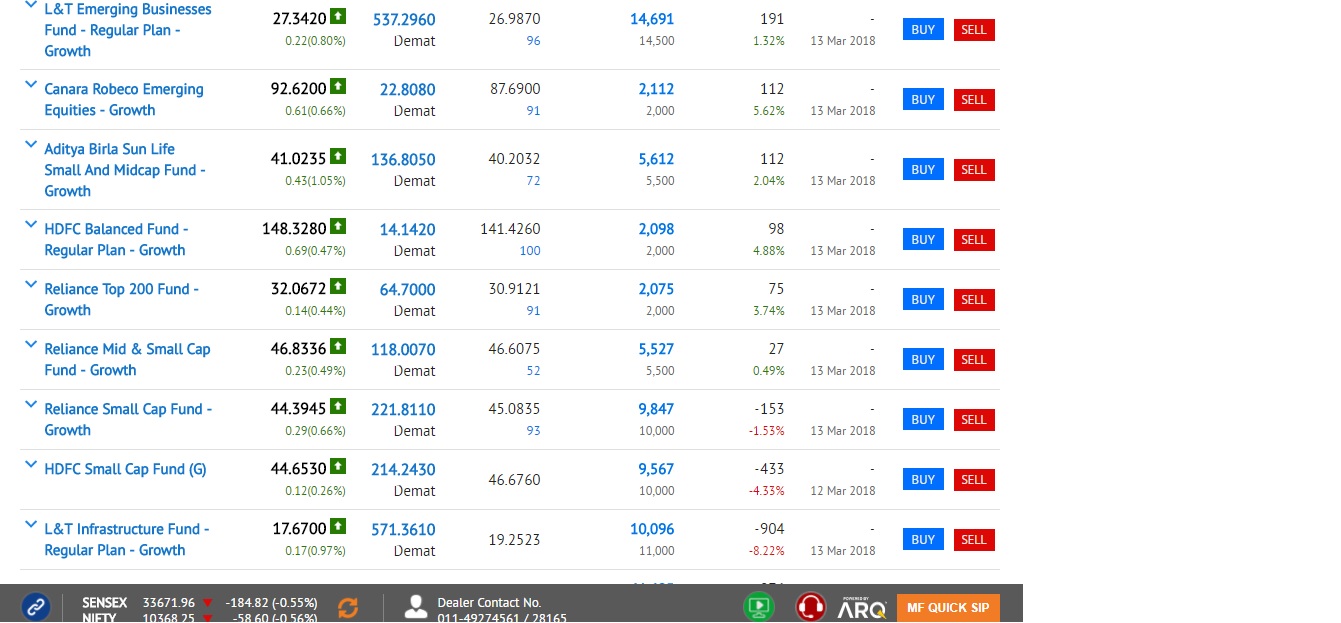 L&T Emerging Businesses 27.3420 537.2960 26.9870 14,691 191 -
Fund - Regular Plan - 0.22(0.80%) Demat 96 14,500 1.32% 13 Mar 2018 BUY SELL
Growth
Canara Robeco Emerging 92.6200 22.8080 87.6900 2,112 112 -
Equities - Growth 0.61(0.66%) Demat 91 2,000 5.62% 13 Mar 2018 BUY SELL
Aditya Birla Sun Life 41.0235 136.8050 40.2032 5,612 112 -
Small And Midcap Fund - 0.43(1.05%) Demat 72 5,500 2.04% 13 Mar 2018 BUY SELL
Growth
HDFC Balanced Fund - 148.3280 14.1420 141.4260 2,098 98 -
Regular Plan - Growth 0.69(0.47%) Demat 100 2,000 4.88% 13 Mar 2018 BUY SELL
Reliance Top 200 Fund - 32.0672 64.7000 30.9121 2,075 75 -
Growth 0.14(0.44%) Demat 91 2,000 3.74% 13 Mar 2018 BUY SELL
Reliance Mid & Small Cap 46.8336 118.0070 46.6075 5,527 27 -
Fund - Growth 0.23(0.49%) Demat 52 5,500 0.49% 13 Mar 2018 BUY SELL
Reliance Small Cap Fund - 44.3945 221.8110 45.0835 9,847 -153 -
Growth 0.29(0.66%) Demat 93 10,000 -1.53% 13 Mar 2018 BUY SELL
HDFC Small Cap Fund (G) 44.6530 214.2430 46.6760 9,567 -433 -
0.12(0.26%) Demat 10,000 -4.33% 12 Mar 2018 BUY SELL
L&T Infrastructure Fund - 17.6700 571.3610 19.2523 10,096 -904 -
Regular Plan - Growth 0.17(0.97%) Demat 11,000 -8.22% 13 Mar 2018 BUY SELL
SENSEX 33671.96 -184.82 (-0.55%) Dealer Contact No. POWERED BY ARQ MF QUICK SIP
NIFTY 10368.25 -58.60 (-0.56%) 011-49274561 / 28165